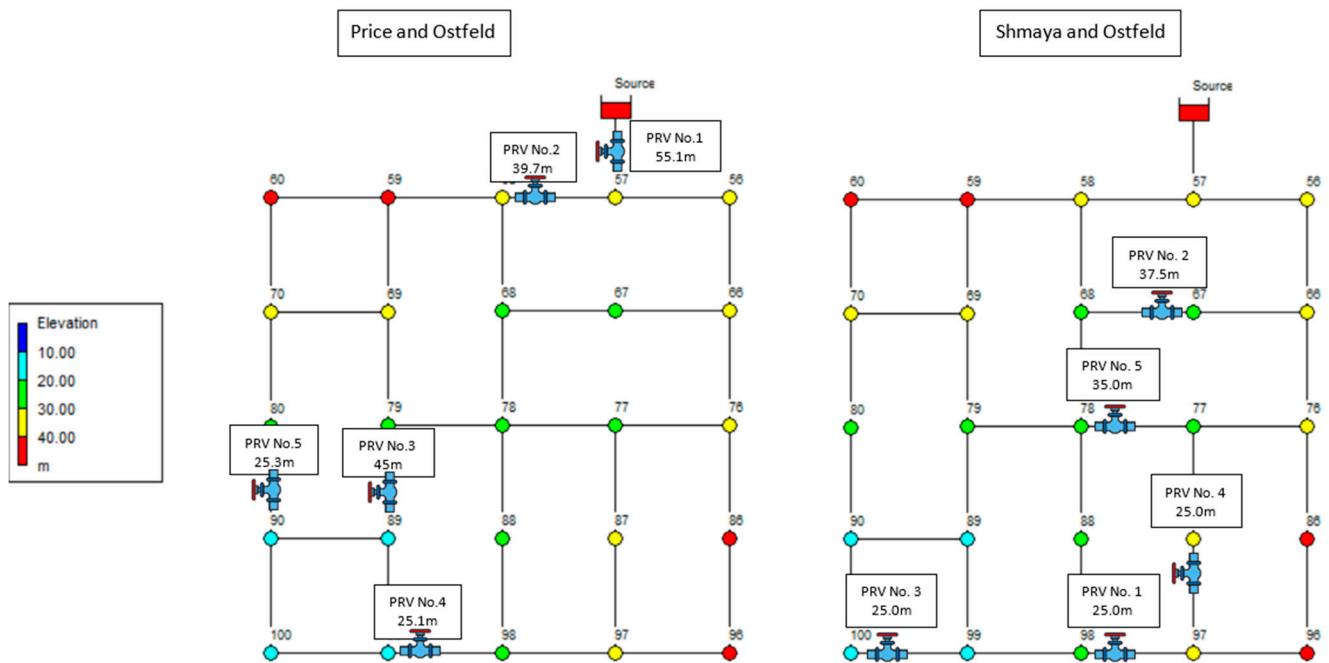 Price and Ostfeld
Source
PRV No.1
55.1m
PRV No.2
39.7m
60
59
57
56
70
69
68
67
66
80
79
78
77
76
PRV No.5
25.3m
PRV No.3
45m
90
89
88
87
86
PRV No.4
25.1m
100
98
97
96
Elevation
10.00
20.00
30.00
40.00
m
Shmaya and Ostfeld
Source
60
59
58
57
56
PRV No. 2
37.5m
70
69
68
67
66
PRV No. 5
35.0m
80
79
78
77
76
PRV No. 4
25.0m
90
89
88
86
PRV No. 3
25.0m
PRV No. 1
25.0m
100
99
98
97
96